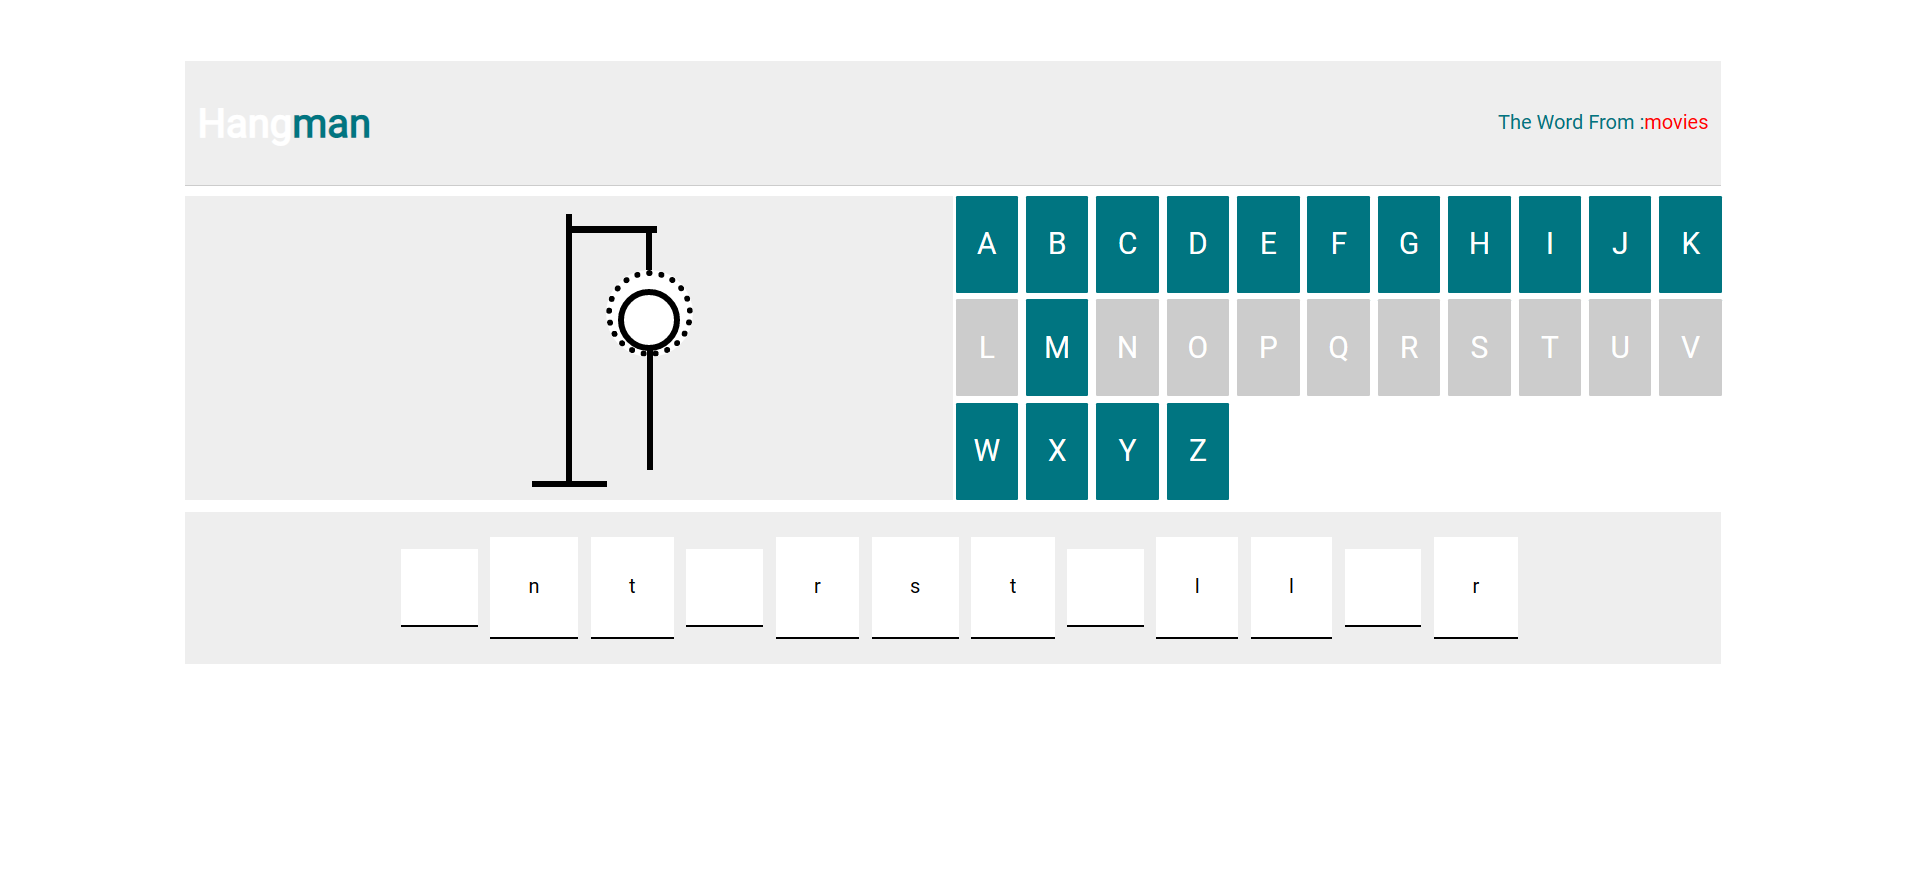 Hangman
The Word From :movies
A B C D E F G H I J K
L M N O P Q R S T U V
W X Y Z
n t r s t l l r